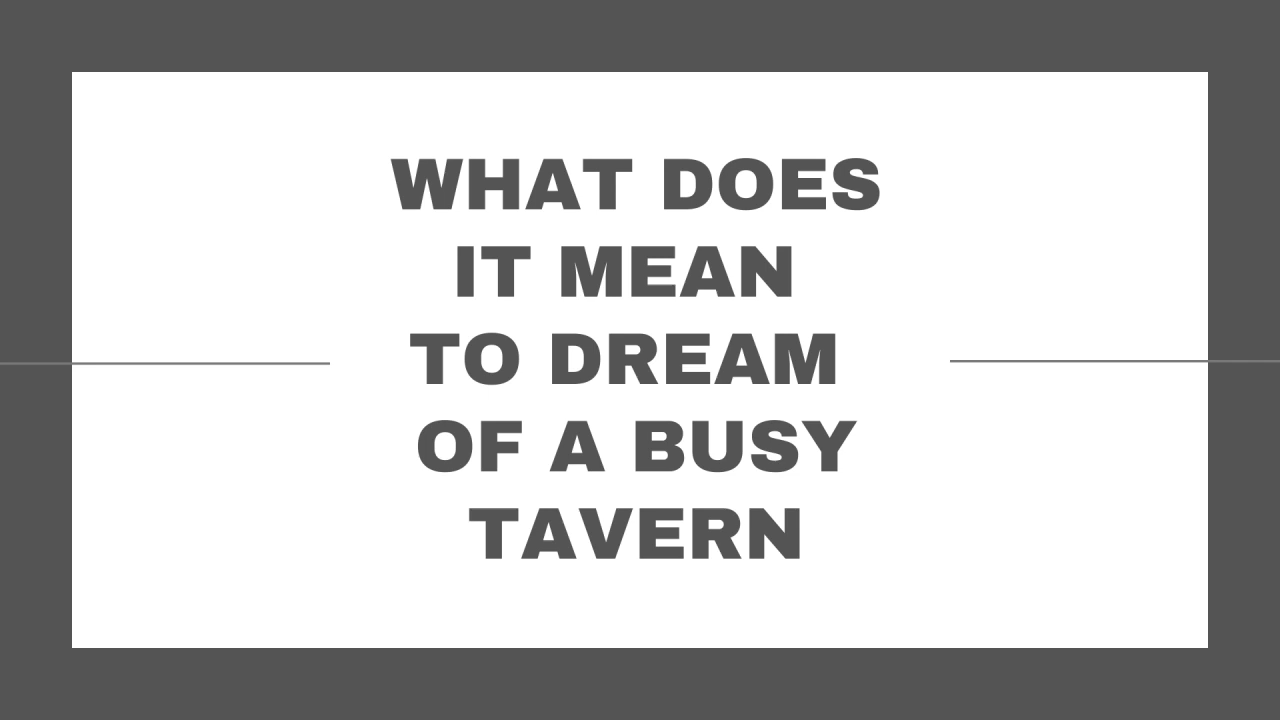 WHAT DOES
IT MEAN
TO DREAM
OF A BUSY
TAVERN